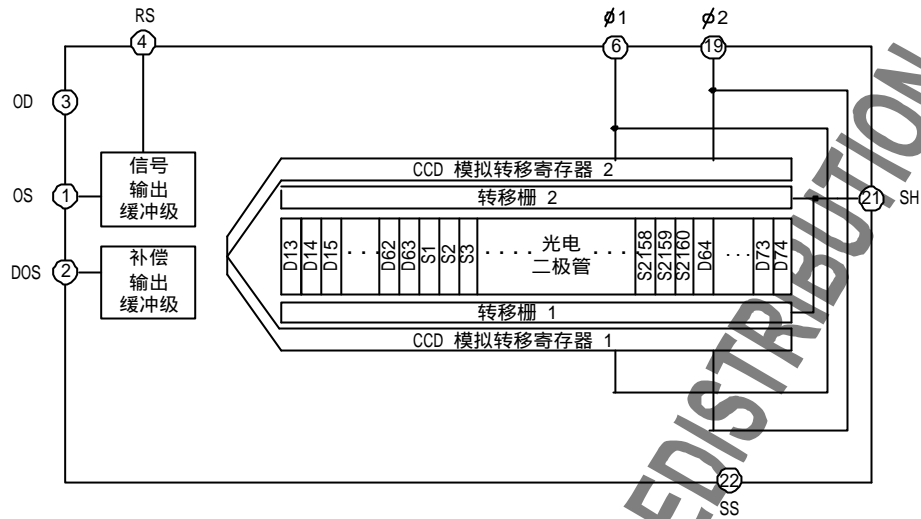 RS
ø1
ø2
4
6
19
OD
3
信号
输出
缓冲级
OS
1
CCD 模拟转移寄存器 2
转移栅 2
21
SH
DOS
2
补偿
输出
缓冲级
D13
D14
D15
···
D62
D63
S1
S2
S3
光电
二极管
S2158
S2159
S2160
D64
···
D73
D74
转移栅 1
CCD 模拟转移寄存器 1
22
SS
EDISTRIBUTION